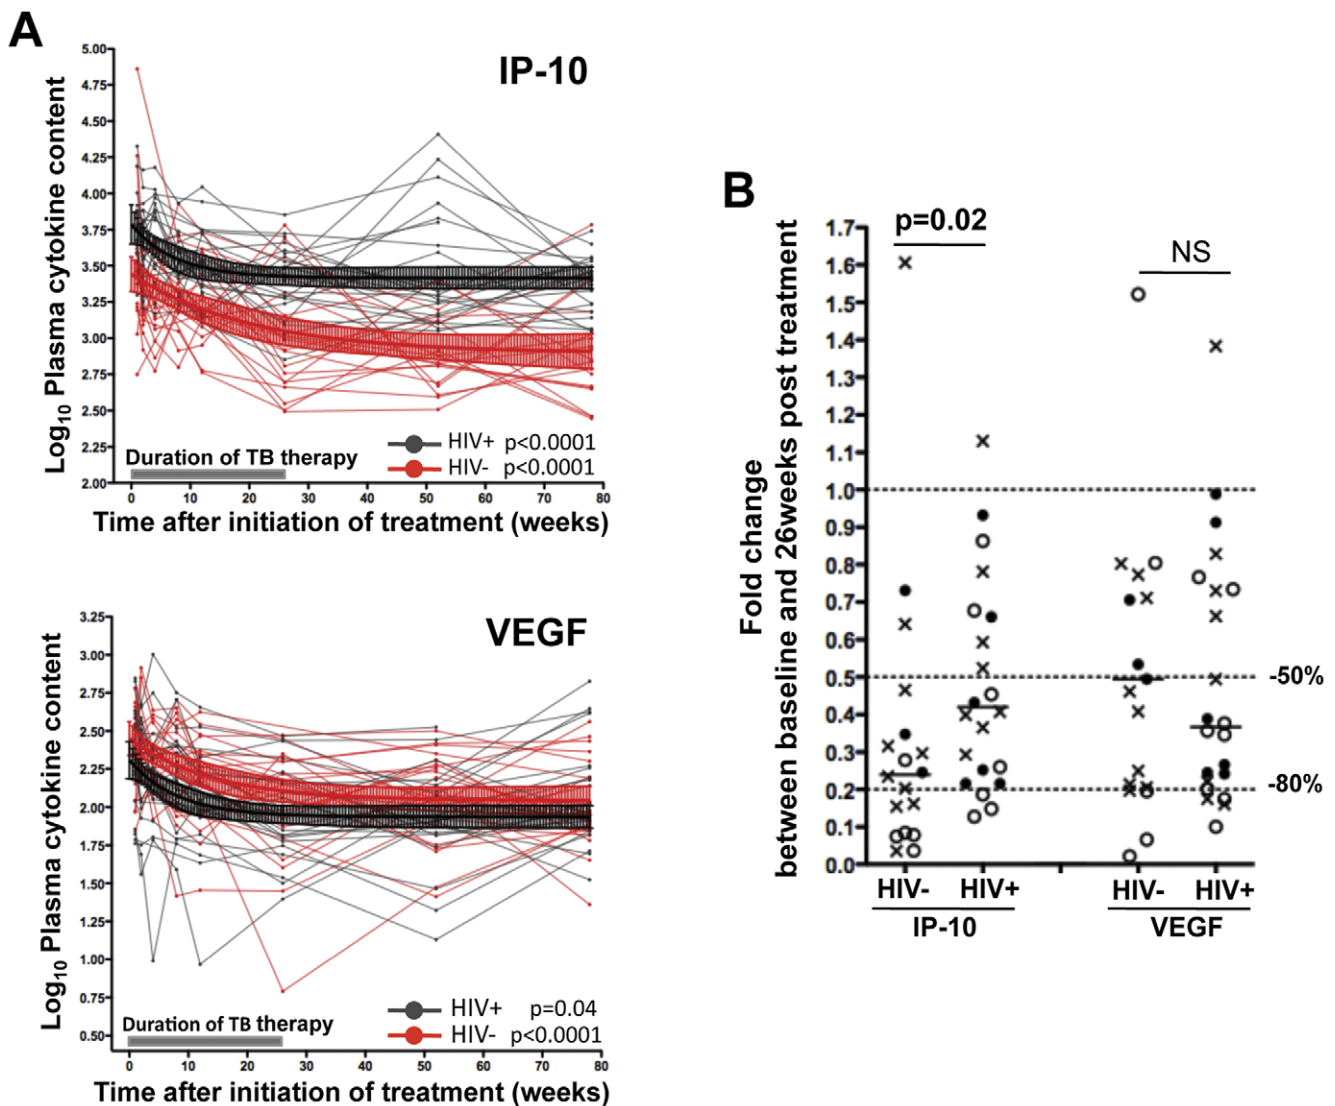 A
IP-10
Log10 Plasma cytokine content
5.00
4.75
4.50
4.25
4.00
3.75
3.50
3.25
3.00
2.75
2.50
2.25
2.00
HIV+ p<0.0001
HIV- p<0.0001
Duration of TB therapy
0 10 20 30 40 50 60 70 80
Time after initiation of treatment (weeks)
VEGF
Log10 Plasma cytokine content
3.25
3.00
2.75
2.50
2.25
2.00
1.75
1.50
1.25
1.00
0.75
0.50
HIV+ p=0.04
HIV- p<0.0001
Duration of TB therapy
0 10 20 30 40 50 60 70 80
Time after initiation of treatment (weeks)
B
Fold change
between baseline and 26weeks post treatment
1.7
1.6
1.5
1.4
1.3
1.2
1.1
1.0
0.9
0.8
0.7
0.6
0.5
0.4
0.3
0.2
0.1
0.0
p=0.02
NS
-50%
-80%
HIV- HIV+ HIV- HIV+
IP-10 VEGF